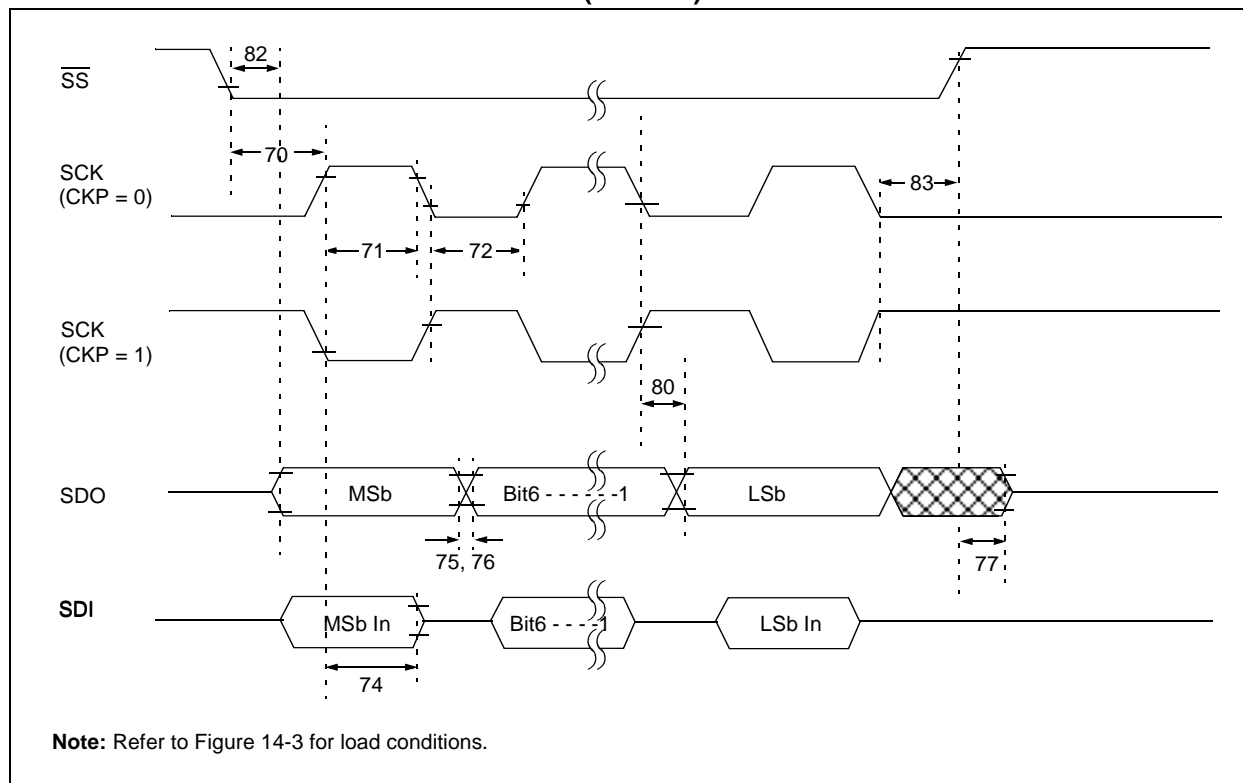 82
SS
70
SCK
(CKP = 0)
83
71
72
SCK
(CKP = 1)
80
SDO
MSb
Bit6 - - - - - -1
LSb
75, 76
77
SDI
MSb In
Bit6 - - - -1
LSb In
74
Note: Refer to Figure 14-3 for load conditions.